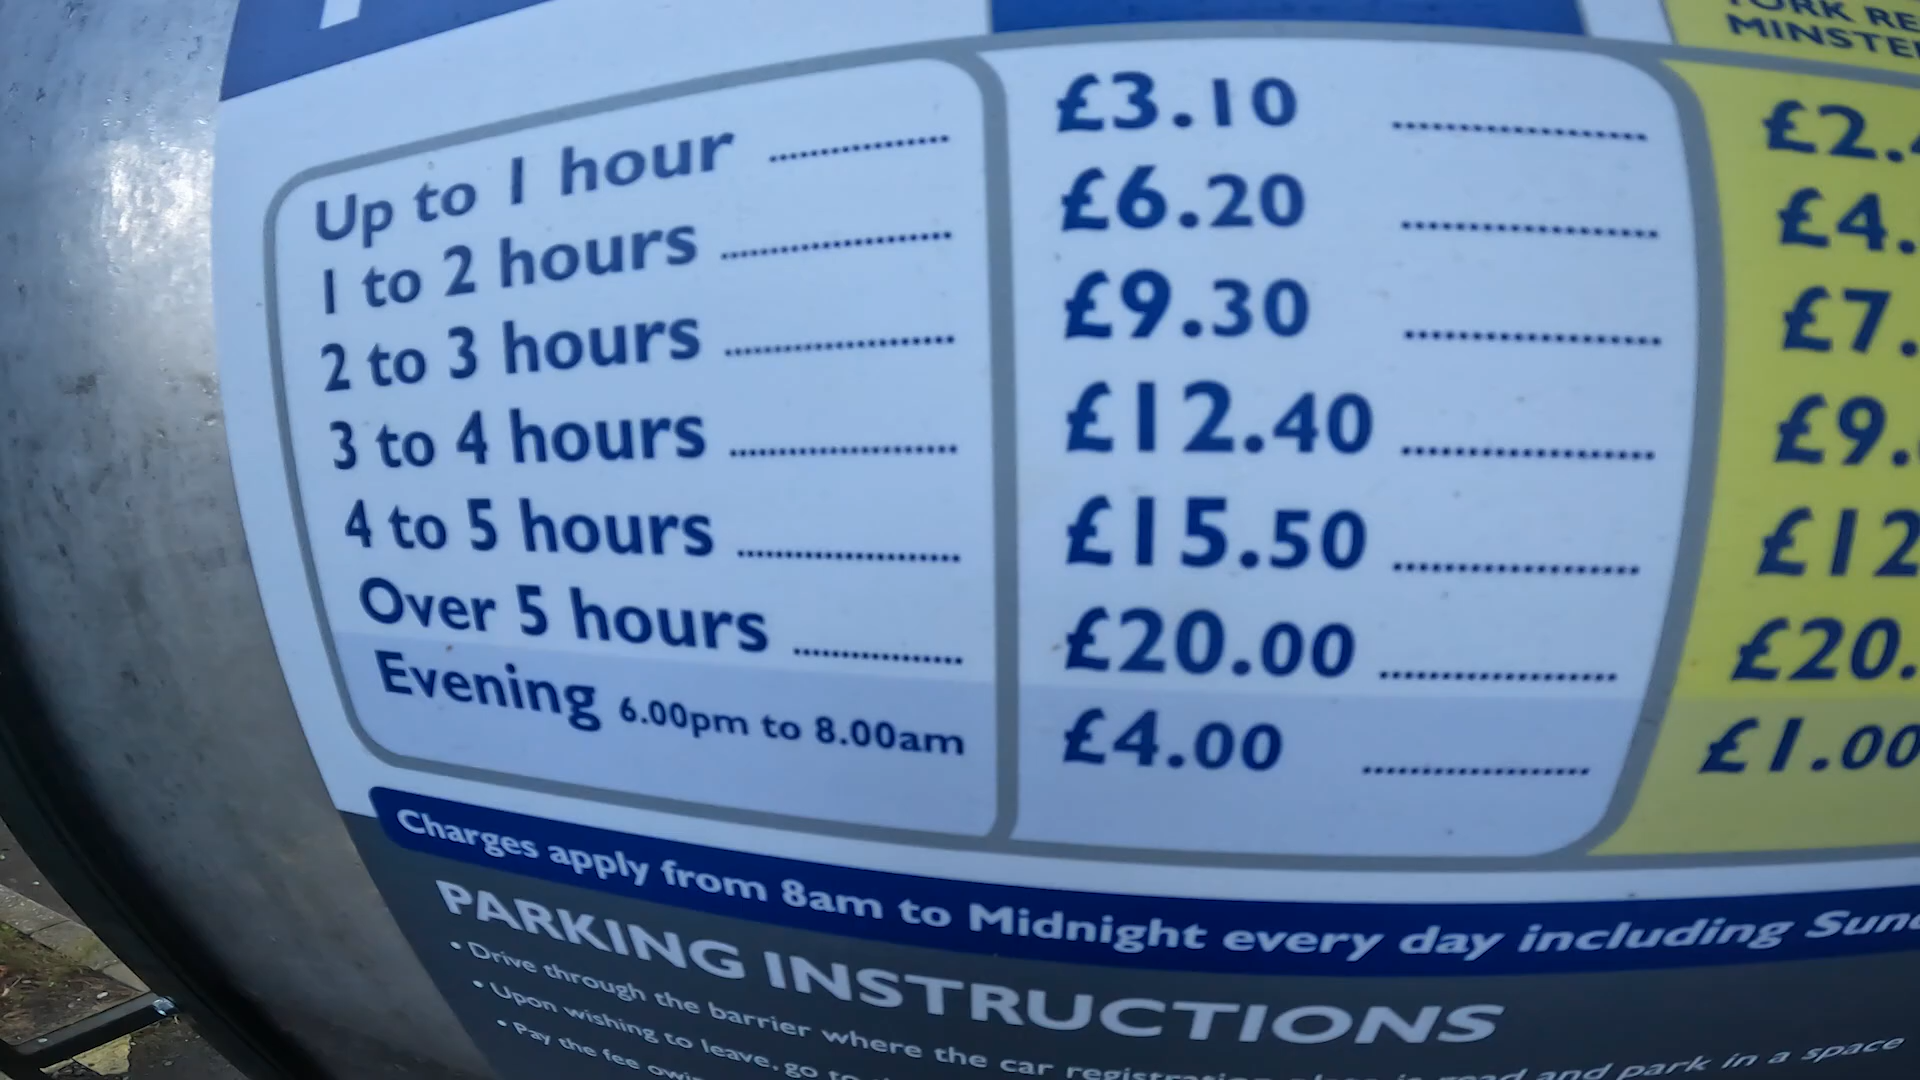 YORK RE
MINSTE
Up to 1 hour .................. £3.10 ......................... £2.
1 to 2 hours ....................... £6.20 ......................... £4.
2 to 3 hours ....................... £9.30 ......................... £7.
3 to 4 hours ....................... £12.40 ......................... £9.
4 to 5 hours ...................... £15.50 ........................ £12
Over 5 hours ................. £20.00 ....................... £20.
Evening 6.00pm to 8.00am £4.00 ...................... £1.00
Charges apply from 8am to Midnight every day including
PARKING INSTRUCTIONS
• Drive through the barrier where the car and park in a space
• Upon wishing to leave, go to
• Pay the fee